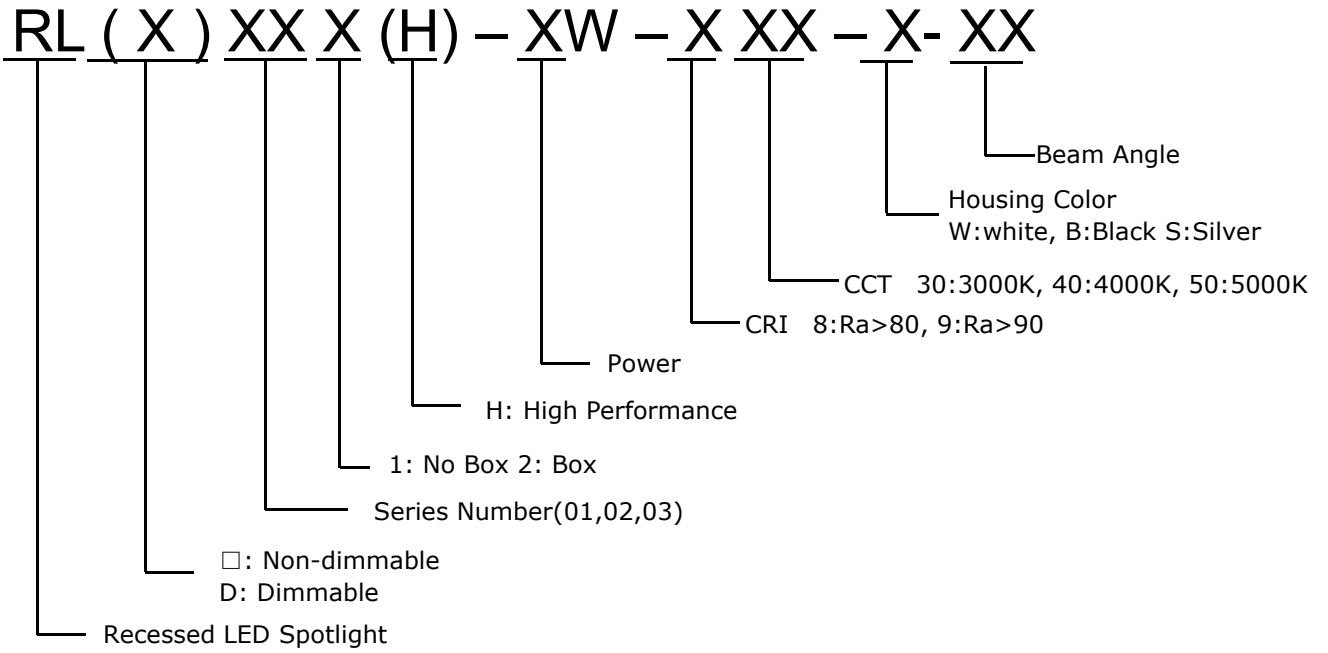 RL ( X ) XX X (H) – XW – X XX – X- XX
Beam Angle
Housing Color
W:white, B:Black S:Silver
CCT 30:3000K, 40:4000K, 50:5000K
CRI 8:Ra>80, 9:Ra>90
Power
H: High Performance
1: No Box 2: Box
Series Number(01,02,03)
□: Non-dimmable
D: Dimmable
Recessed LED Spotlight